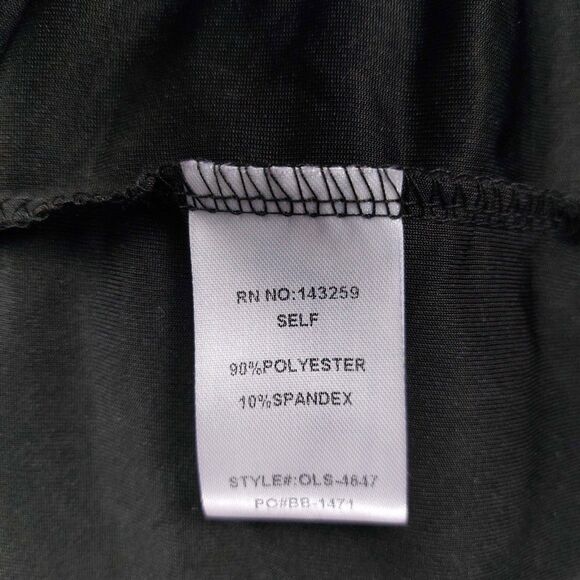 RN NO:143259
SELF
90%POLYESTER
10%SPANDEX
STYLE#:OLS-4847
PO#BB-1471